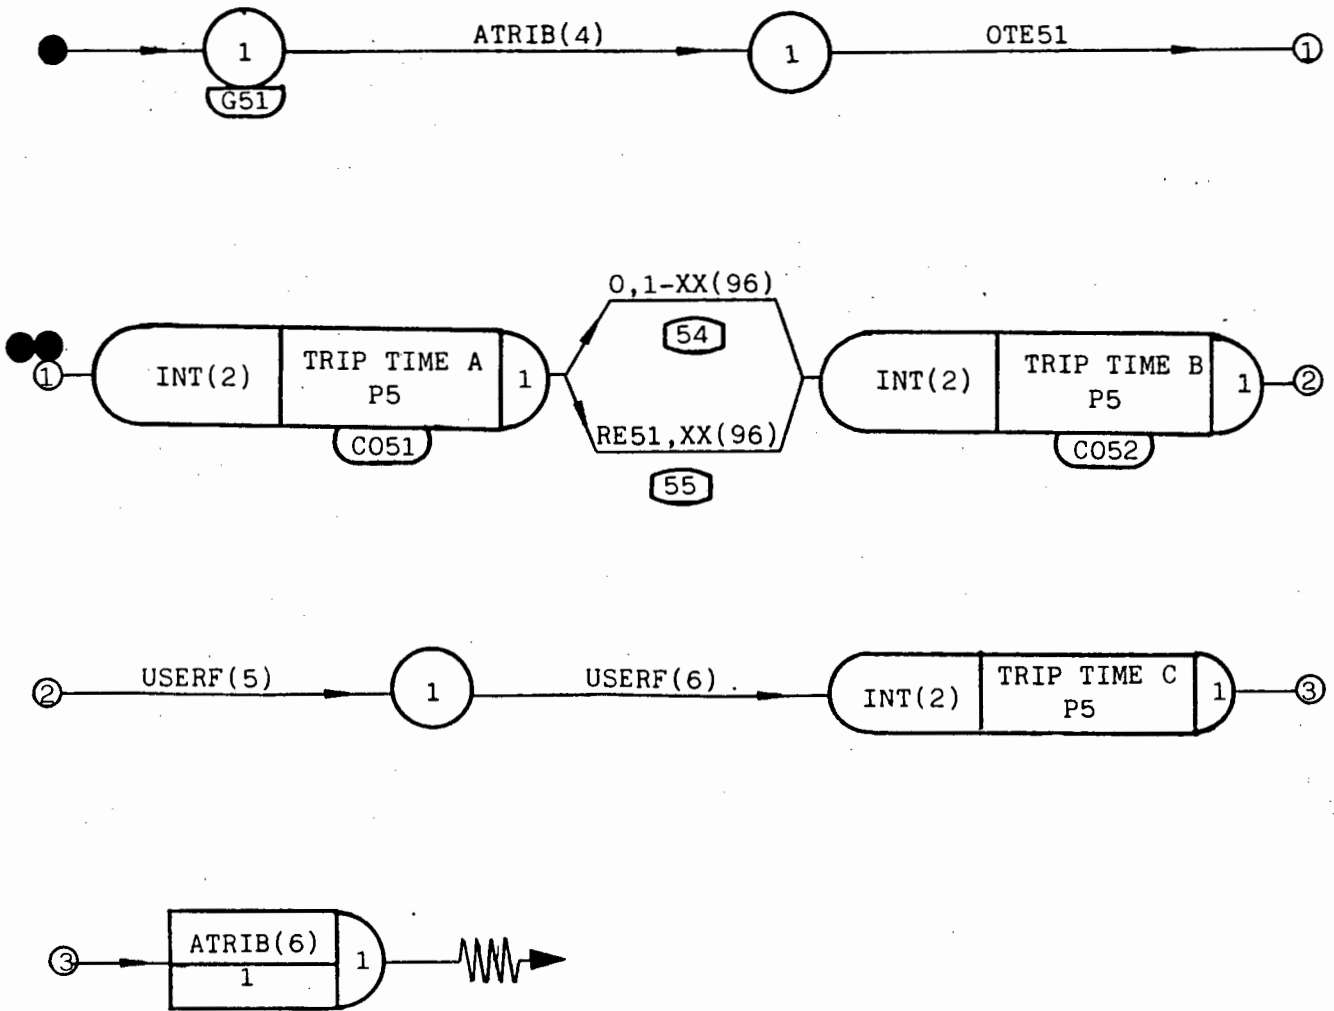 1 ATRIB(4) 1 OTE51 1
G51
0,1-XX(96)
54
1 INT(2) TRIP TIME A P5 1
CO51
RE51,XX(96)
55
INT(2) TRIP TIME B P5 1 2
CO52
2 USERF(5) 1 USERF(6) INT(2) TRIP TIME C P5 1 3
3 ATRIB(6) 1 1